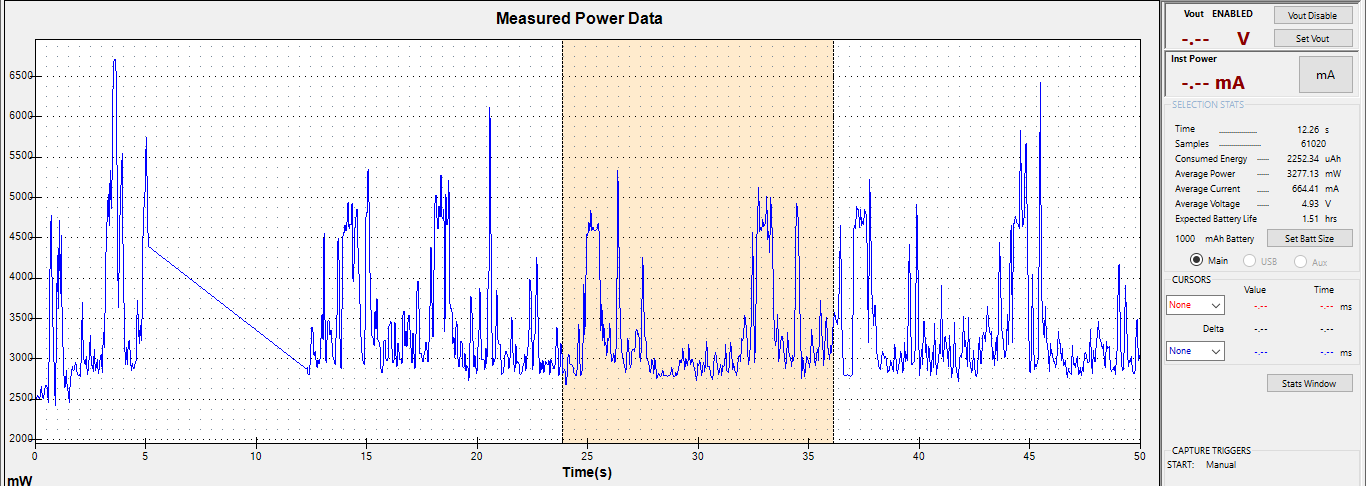 Measured Power Data
6500
6000
5500
5000
4500
4000
3500
3000
2500
2000
0 5 10 15 20 25 30 35 40 45 50
Time(s)
mW
Vout ENABLED Vout Disable
-.-- V Set Vout
Inst Power
-.-- mA mA
SELECTION STATS
Time 12.26 s
Samples 61020
Consumed Energy 2252.34 uAh
Average Power 3277.13 mW
Average Current 664.41 mA
Average Voltage 4.93 V
Expected Battery Life 1.51 hrs
1000 mAh Battery Set Batt Size
Main USB Aux
CURSORS Value Time
None -.-- -.-- ms
Delta -.-- -.--
None -.-- -.-- ms
Stats Window
CAPTURE TRIGGERS
START: Manual